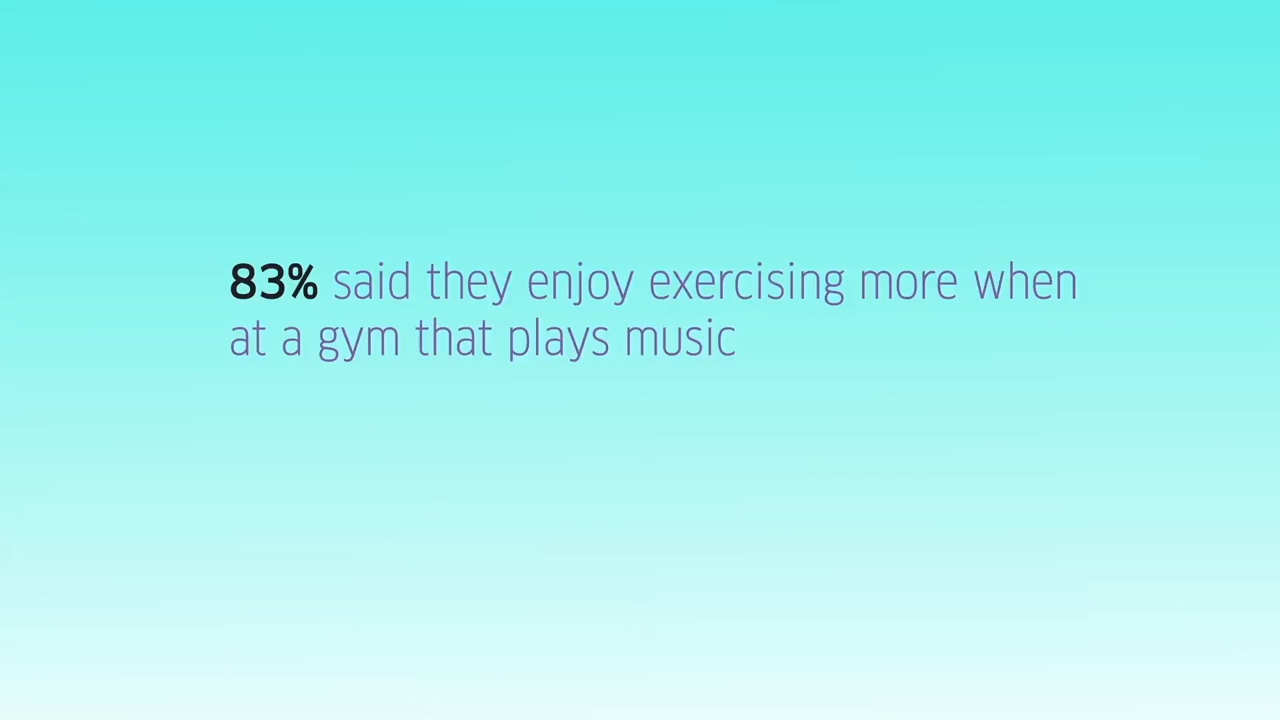 83% said they enjoy exercising more when
at a gym that plays music